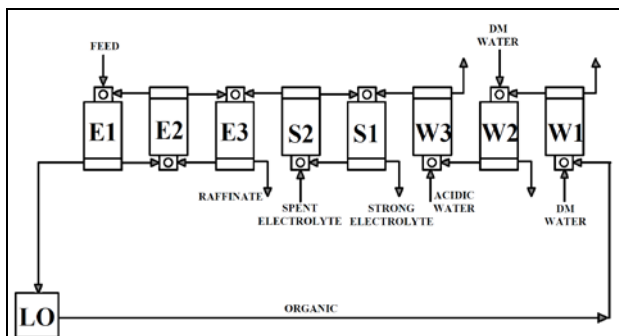 FEED
DM
WATER
E1
E2
E3
S2
S1
W3
W2
W1
RAFFINATE
SPENT
ELECTROLYTE
STRONG
ELECTROLYTE
ACIDIC
WATER
DM
WATER
LO
ORGANIC